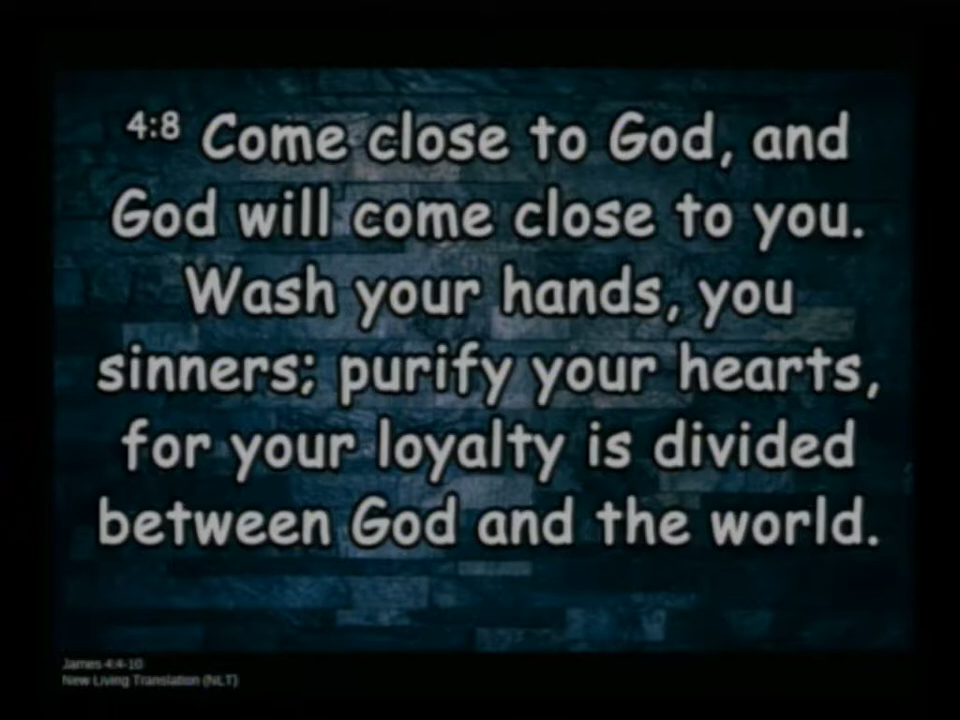 4:8 Come close to God, and
God will come close to you.
Wash your hands, you
sinners; purify your hearts,
for your loyalty is divided
between God and the world.
James 4:4-10
New Living Translation (NLT)